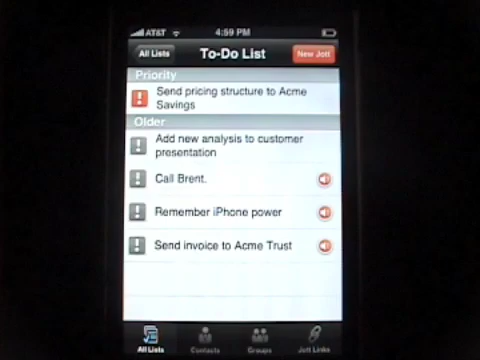 AT&T 4:59 PM
All Lists To-Do List New Jott
Priority
Send pricing structure to Acme
Savings
Older
Add new analysis to customer
presentation
Call Brent.
Remember iPhone power
Send invoice to Acme Trust
All Lists Contacts Groups Jott Links